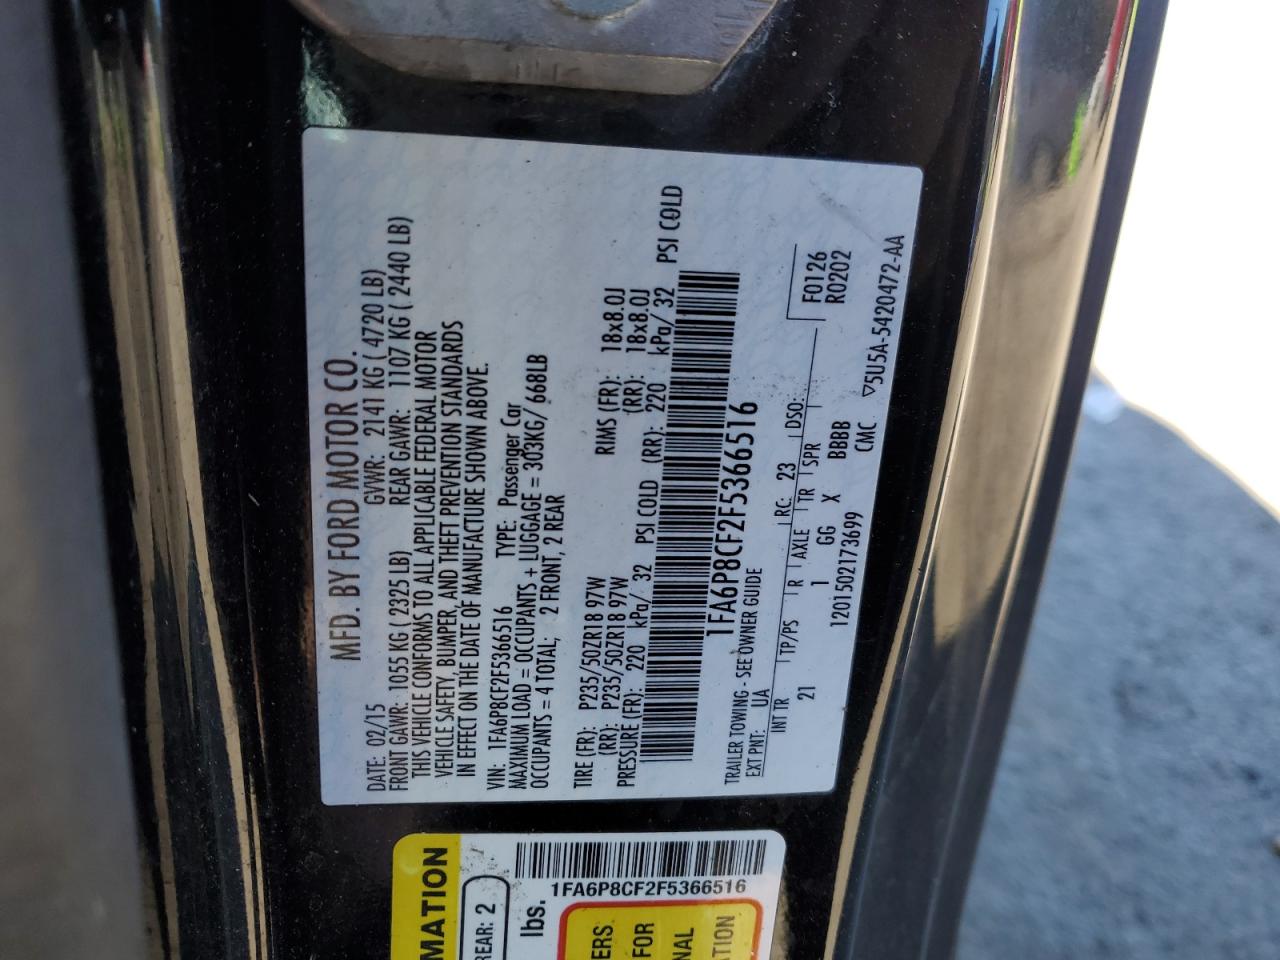 MFD. BY FORD MOTOR CO.
DATE: 02/15 GVWR: 2141 KG ( 4720 LB)
FRONT GAWR: 1055 KG ( 2325 LB) REAR GAWR: 1107 KG ( 2440 LB)
THIS VEHICLE CONFORMS TO ALL APPLICABLE FEDERAL MOTOR
VEHICLE SAFETY, BUMPER, AND THEFT PREVENTION STANDARDS
IN EFFECT ON THE DATE OF MANUFACTURE SHOWN ABOVE.
VIN: 1FA6P8CF2F5366516 TYPE: Passenger Car
MAXIMUM LOAD = OCCUPANTS + LUGGAGE = 303KG/ 668LB
OCCUPANTS = 4 TOTAL; 2 FRONT, 2 REAR
TIRE (FR): P235/50ZR18 97W RIMS (FR): 18x8.0J
(RR): P235/50ZR18 97W (RR): 18x8.0J
PRESSURE (FR): 220 kPa/ 32 PSI COLD (RR): 220 kPa/ 32 PSI COLD
1FA6P8CF2F5366516
TRAILER TOWING - SEE OWNER GUIDE
EXT PNT: UA RC: 23 DSO: F0126
R0202
INT TR TP/PS R AXLE TR SPR
21 1 GG X BBBB
1201502173699 CMC ▽5U5A-5420472-AA
MATION
REAR: 2
lbs.
1FA6P8CF2F5366516
ERS.
FOR
NAL
TION